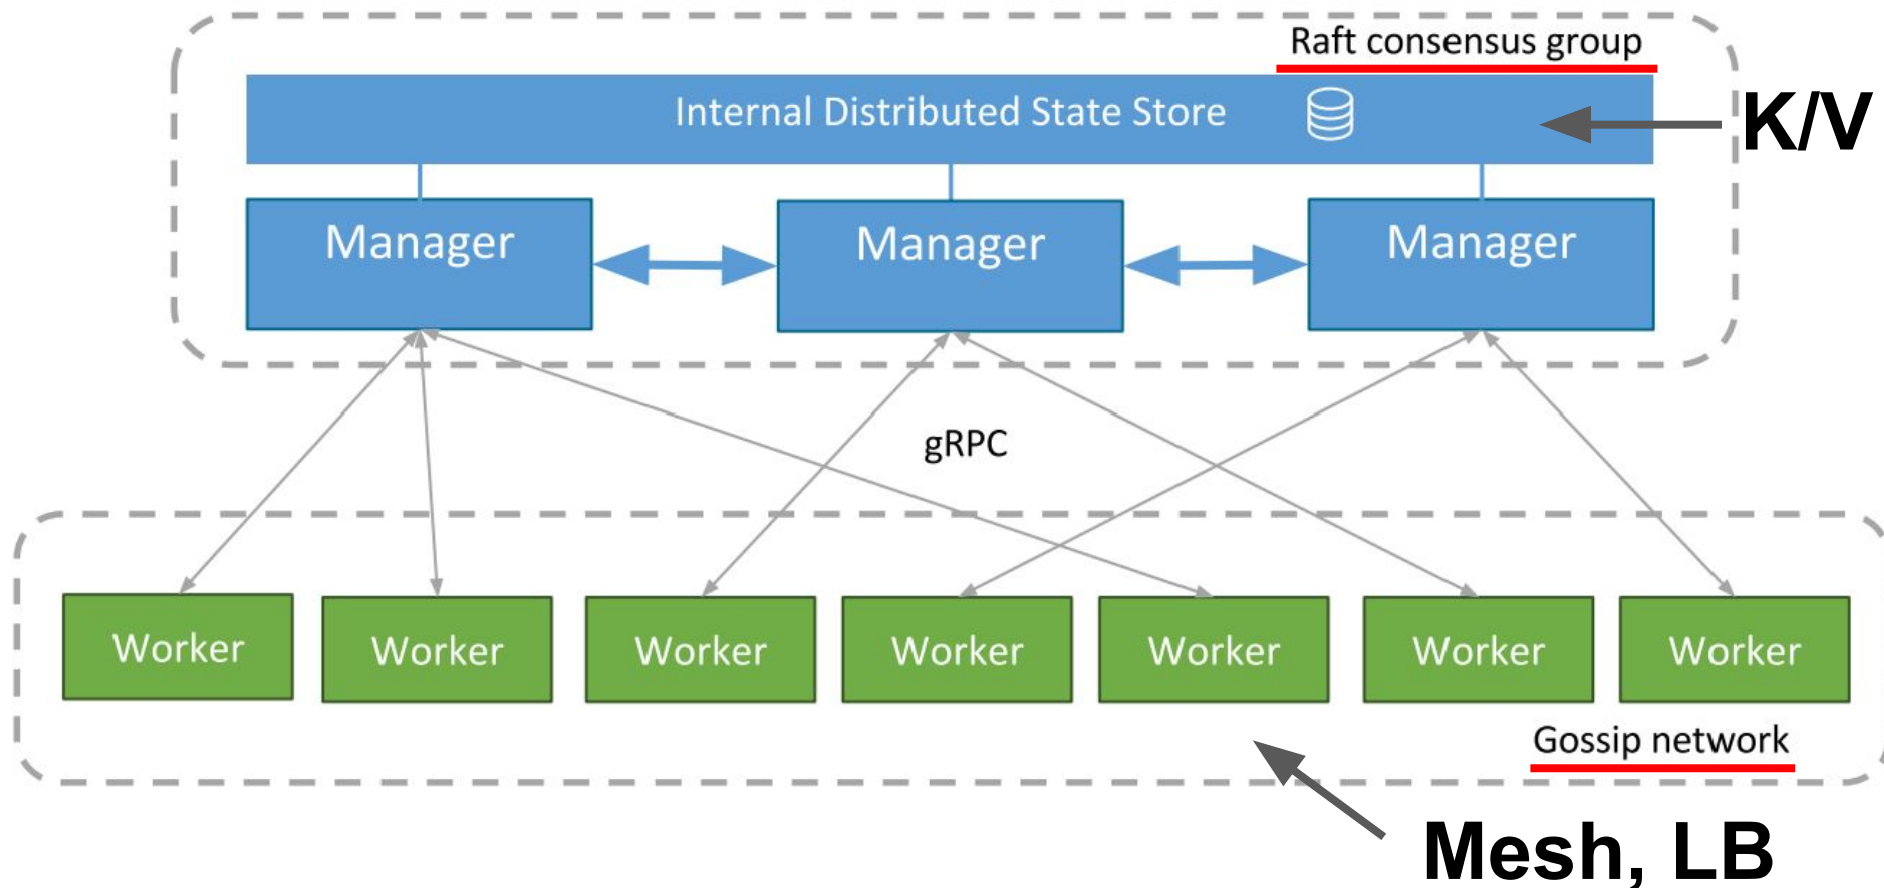 Raft consensus group
Internal Distributed State Store
K/V
Manager
Manager
Manager
gRPC
Worker
Worker
Worker
Worker
Worker
Worker
Worker
Gossip network
Mesh, LB